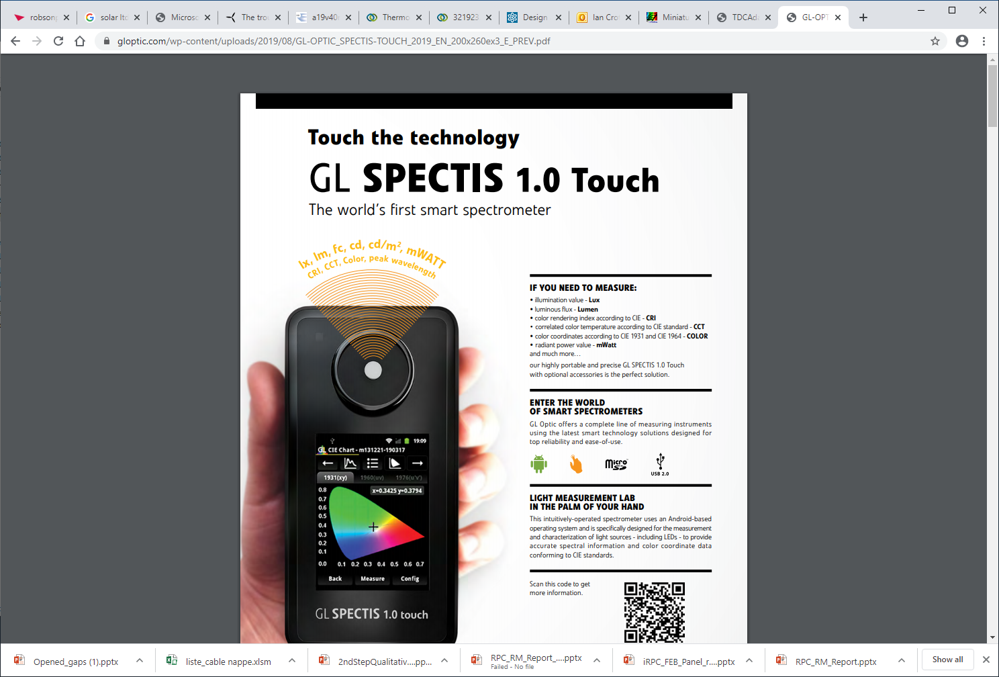 robsonp
solar ltc
Microsc
The trou
a19v40
Thermo
321923
Design
Ian Cro
Miniatu
TDCAda
GL-OPT
gloptic.com/wp-content/uploads/2019/08/GL-OPTIC_SPECTIS-TOUCH_2019_EN_200x260ex3_E_PREV.pdf
Touch the technology
GL SPECTIS 1.0 Touch
The world's first smart spectrometer
lx, lm, fc, cd, cd/m², mWATT
CRI, CCT, Color, peak wavelength
IF YOU NEED TO MEASURE:
• illumination value - Lux
• luminous flux - Lumen
• color rendering index according to CIE - CRI
• correlated color temperature according to CIE standard - CCT
• color coordinates according to CIE 1931 and CIE 1964 - COLOR
• radiant power value - mWatt
and much more…
our highly portable and precise GL SPECTIS 1.0 Touch
with optional accessories is the perfect solution.
ENTER THE WORLD
OF SMART SPECTROMETERS
GL Optic offers a complete line of measuring instruments
using the latest smart technology solutions designed for
top reliability and ease-of-use.
Micro SD
USB 2.0
LIGHT MEASUREMENT LAB
IN THE PALM OF YOUR HAND
This intuitively-operated spectrometer uses an Android-based
operating system and is specifically designed for the measurement
and characterization of light sources - including LEDs - to provide
accurate spectral information and color coordinate data
conforming to CIE standards.
Scan this code to get
more information.
19:09
GL CIE Chart - m131221-190317
1931(xy) 1960(uv) 1976(u'v')
x=0.3425 y=0.3794
0.8
0.7
0.6
0.5
0.4
0.3
0.2
0.1
0.0 0.1 0.2 0.3 0.4 0.5 0.6 0.7
Back Measure Config
GL SPECTIS 1.0 touch
Opened_gaps (1).pptx
liste_cable nappe.xlsm
2ndStepQualitativ....pp...
RPC_RM_Report_....pptx
Failed - No file
iRPC_FEB_Panel_r....pptx
RPC_RM_Report.pptx
Show all